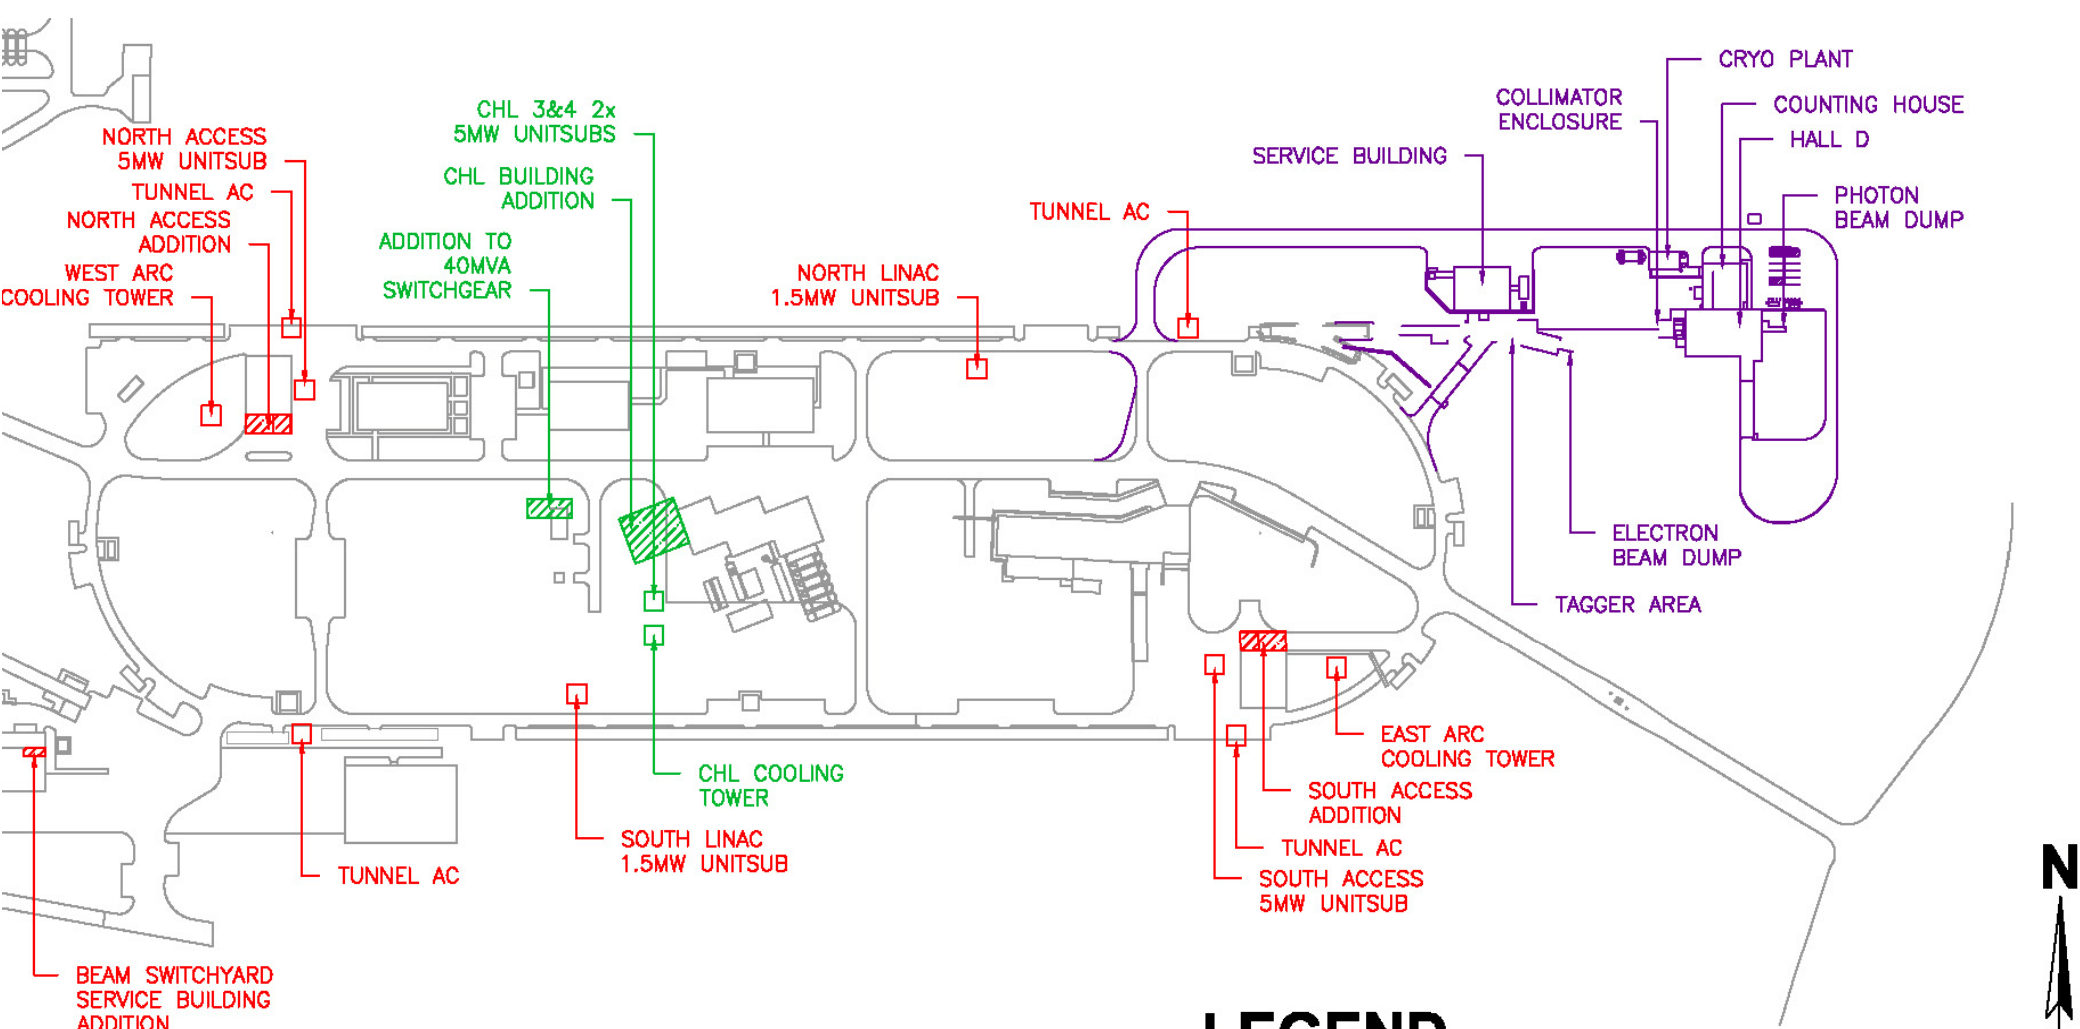 CRYO PLANT
COLLIMATOR
ENCLOSURE
COUNTING HOUSE
HALL D
SERVICE BUILDING
PHOTON
BEAM DUMP
CHL 3&4 2x
5MW UNITSUBS
NORTH ACCESS
5MW UNITSUB
CHL BUILDING
ADDITION
TUNNEL AC
NORTH ACCESS
ADDITION
TUNNEL AC
ADDITION TO
40MVA
SWITCHGEAR
WEST ARC
COOLING TOWER
NORTH LINAC
1.5MW UNITSUB
ELECTRON
BEAM DUMP
TAGGER AREA
EAST ARC
COOLING TOWER
CHL COOLING
TOWER
SOUTH ACCESS
ADDITION
SOUTH LINAC
1.5MW UNITSUB
TUNNEL AC
TUNNEL AC
SOUTH ACCESS
5MW UNITSUB
N
BEAM SWITCHYARD
SERVICE BUILDING
ADDITION
LEGEND